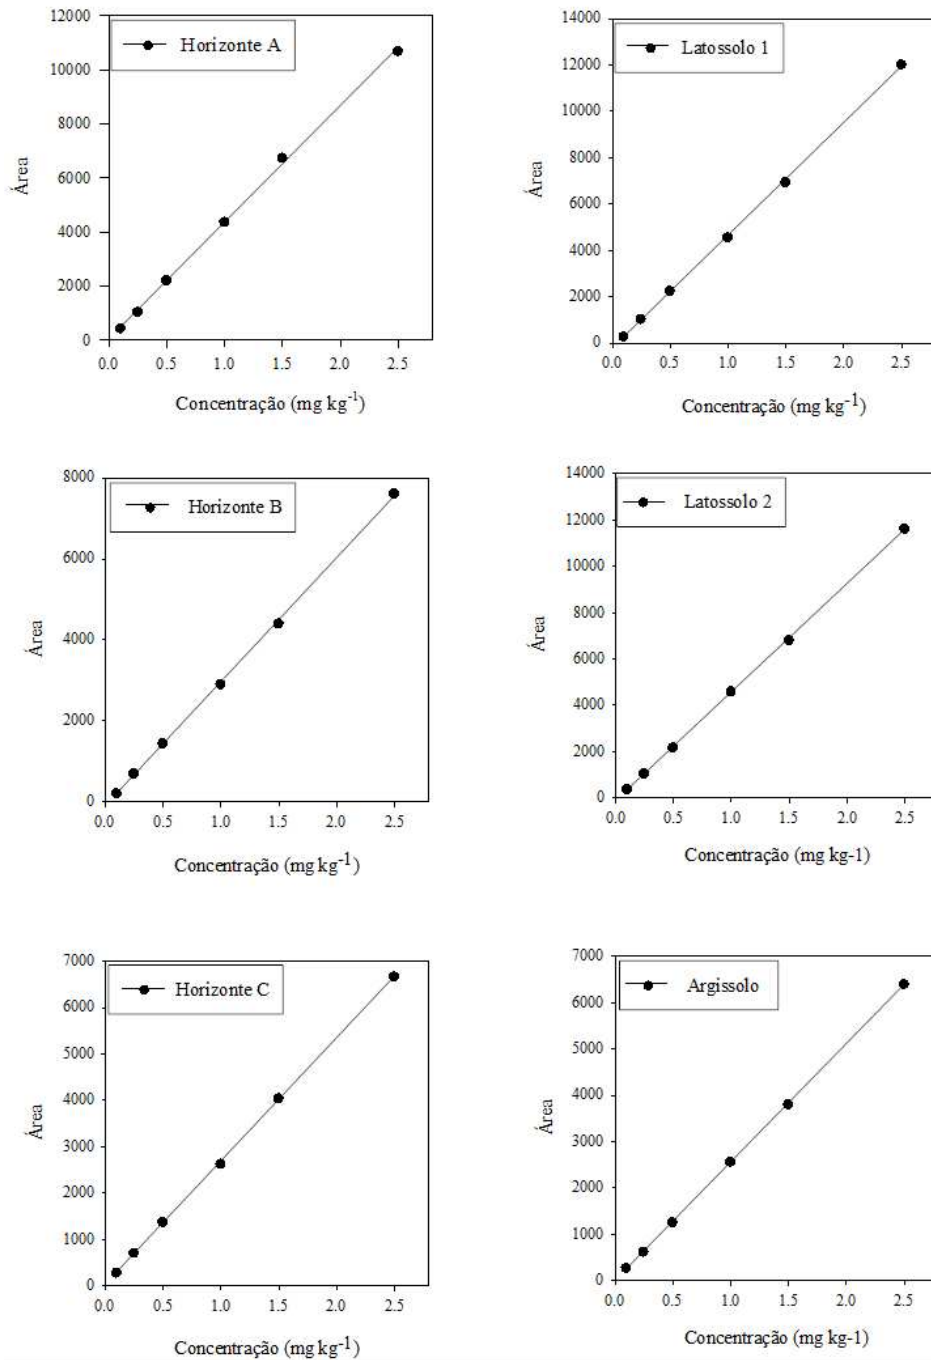 Horizonte A
12000
10000
8000
6000
4000
2000
0
Área
0.0 0.5 1.0 1.5 2.0 2.5
Concentração (mg kg-1)
Latossolo 1
14000
12000
10000
8000
6000
4000
2000
0
Área
0.0 0.5 1.0 1.5 2.0 2.5
Concentração (mg kg-1)
Horizonte B
8000
6000
4000
2000
0
Área
0.0 0.5 1.0 1.5 2.0 2.5
Concentração (mg kg-1)
Latossolo 2
14000
12000
10000
8000
6000
4000
2000
0
Área
0.0 0.5 1.0 1.5 2.0 2.5
Concentração (mg kg-1)
Horizonte C
7000
6000
5000
4000
3000
2000
1000
0
Área
0.0 0.5 1.0 1.5 2.0 2.5
Concentração (mg kg-1)
Argissolo
7000
6000
5000
4000
3000
2000
1000
0
Área
0.0 0.5 1.0 1.5 2.0 2.5
Concentração (mg kg-1)